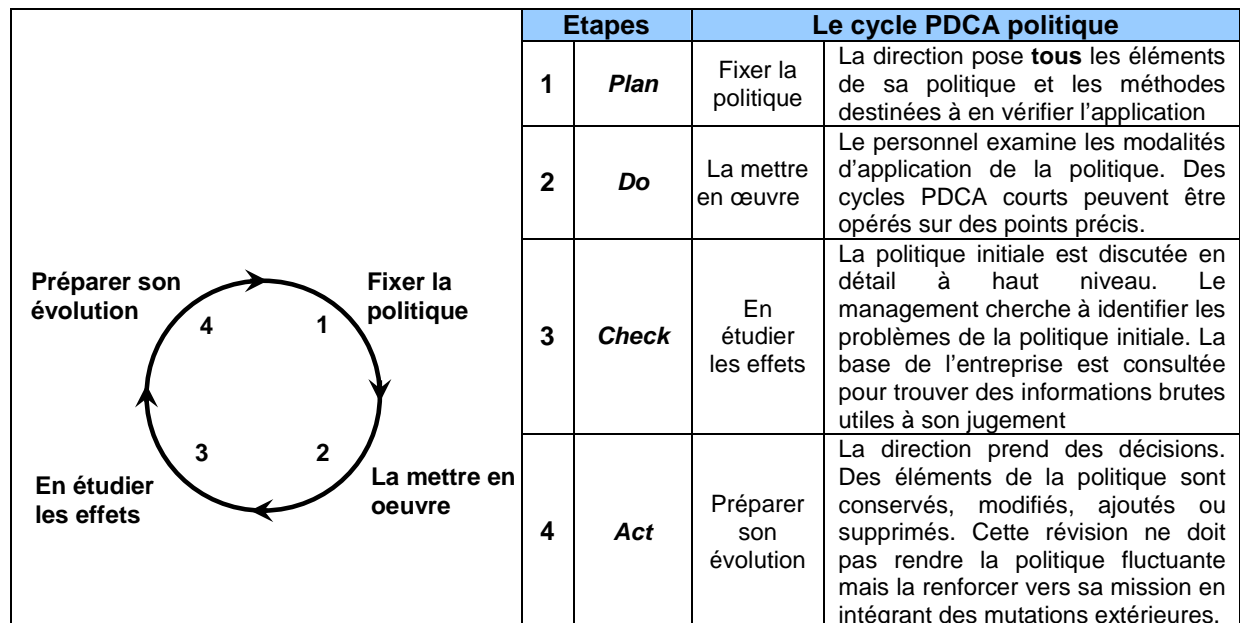 Préparer son
évolution
Fixer la
politique
4
1
3
2
En étudier
les effets
La mettre en
oeuvre
Etapes
Le cycle PDCA politique
1
Plan
Fixer la
politique
La direction pose tous les éléments
de sa politique et les méthodes
destinées à en vérifier l'application
2
Do
La mettre
en œuvre
Le personnel examine les modalités
d'application de la politique. Des
cycles PDCA courts peuvent être
opérés sur des points précis.
3
Check
En
étudier
les effets
La politique initiale est discutée en
détail à haut niveau. Le
management cherche à identifier les
problèmes de la politique initiale. La
base de l'entreprise est consultée
pour trouver des informations brutes
utiles à son jugement
4
Act
Préparer
son
évolution
La direction prend des décisions.
Des éléments de la politique sont
conservés, modifiés, ajoutés ou
supprimés. Cette révision ne doit
pas rendre la politique fluctuante
mais la renforcer vers sa mission en
intégrant des mutations extérieures.